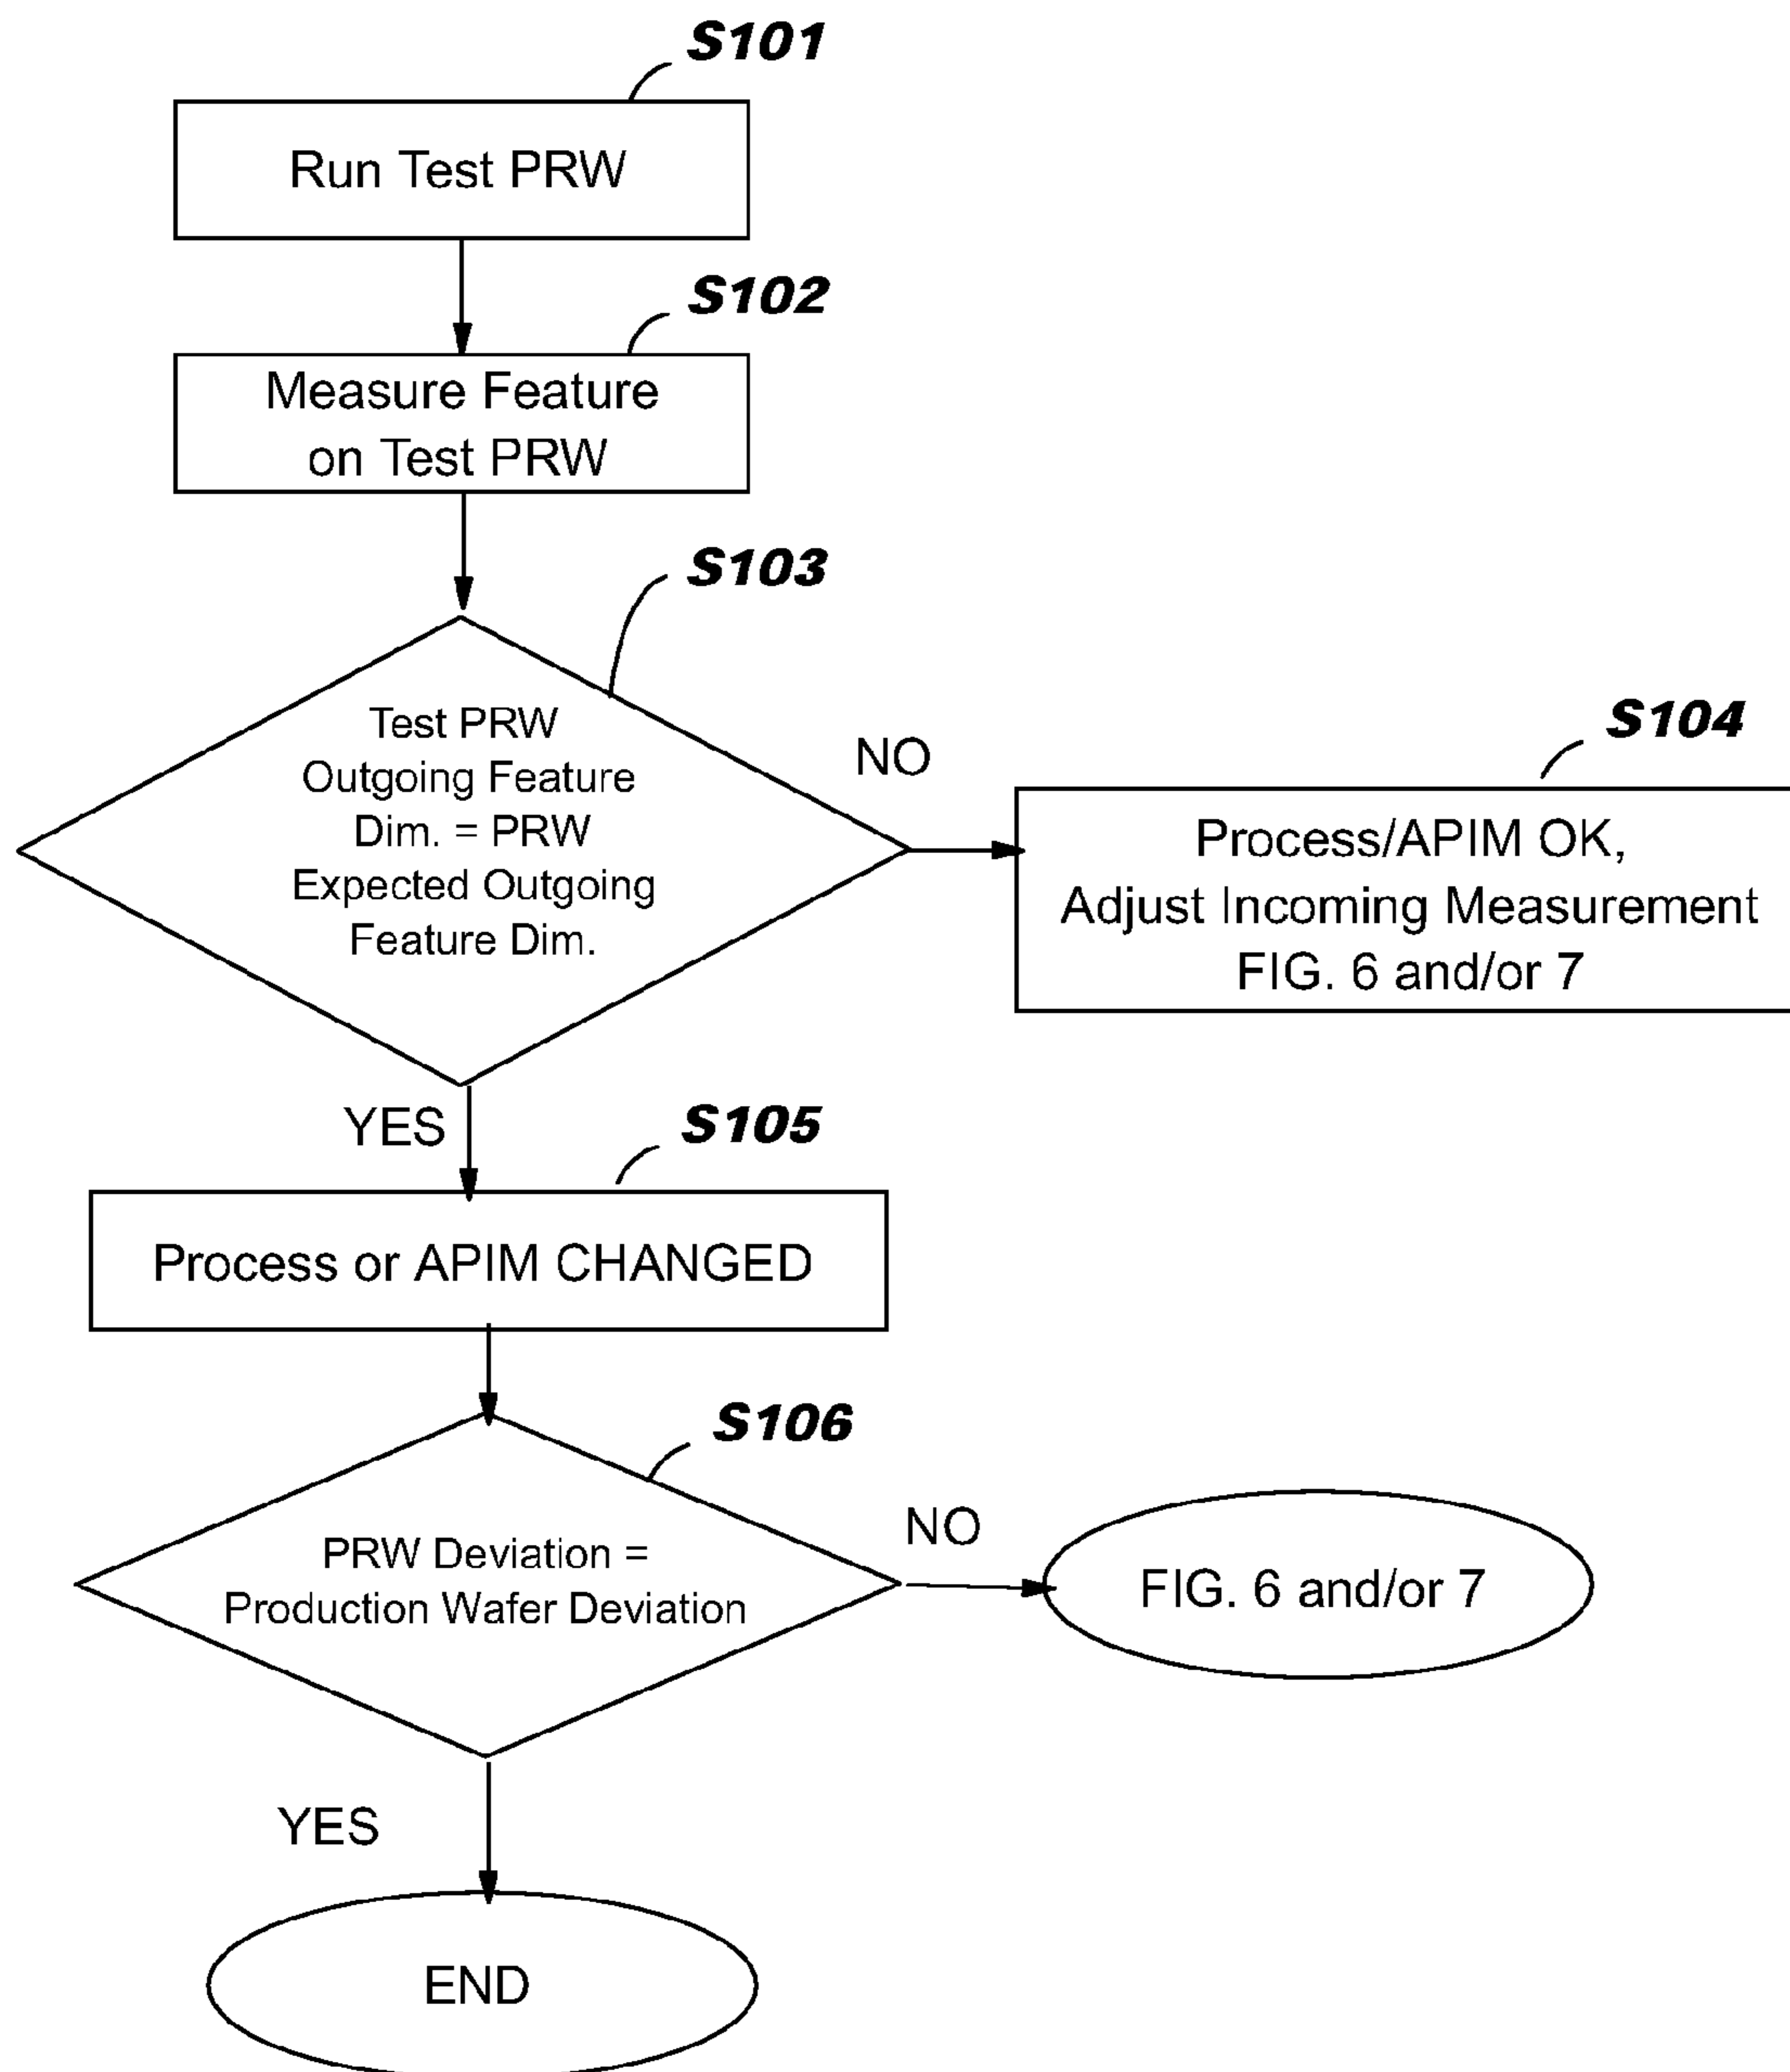 S101
Run Test PRW
S102
Measure Feature
on Test PRW
S103
Test PRW
Outgoing Feature
Dim. = PRW
Expected Outgoing
Feature Dim.
NO
S104
Process/APIM OK,
Adjust Incoming Measurement
FIG. 6 and/or 7
YES
S105
Process or APIM CHANGED
S106
PRW Deviation =
Production Wafer Deviation
NO
FIG. 6 and/or 7
YES
END